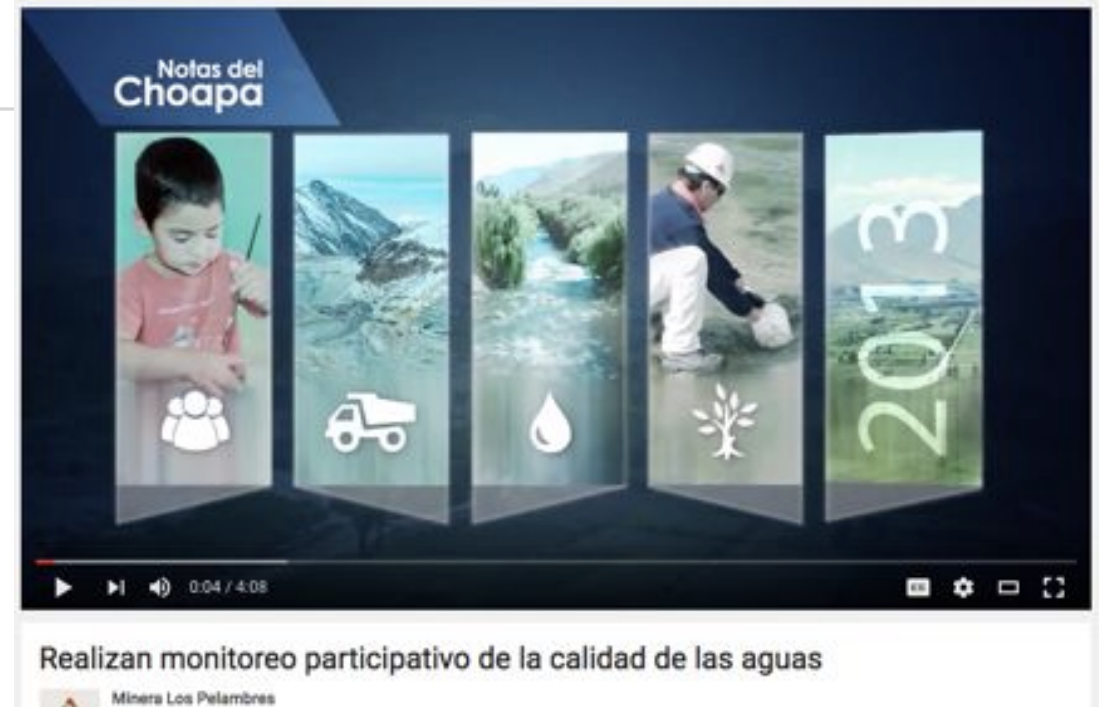 Notas del
Choapa
2013
0:04 / 4:08
CC
Realizan monitoreo participativo de la calidad de las aguas
Minera Los Pelambres